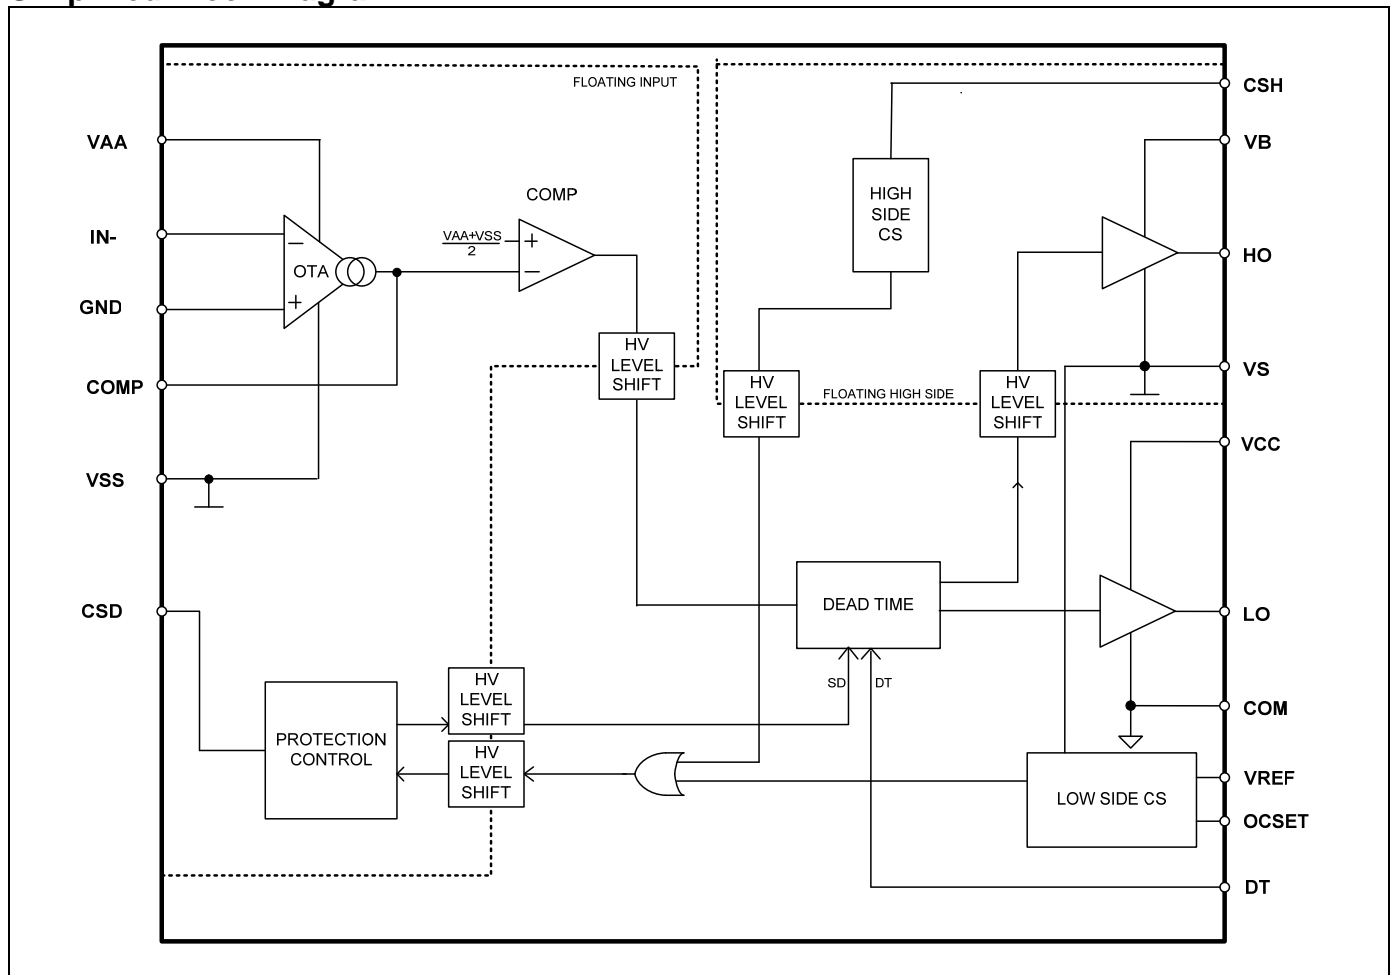 FLOATING INPUT
CSH
VAA
VB
HIGH
SIDE
CS
COMP
IN-
VAA+VSS
2
+
−
−
OTA
+
HO
GND
HV
LEVEL
SHIFT
COMP
VS
HV
LEVEL
SHIFT
FLOATING HIGH SIDE
HV
LEVEL
SHIFT
VCC
VSS
CSD
DEAD TIME
LO
SD
DT
HV
LEVEL
SHIFT
COM
PROTECTION
CONTROL
HV
LEVEL
SHIFT
VREF
LOW SIDE CS
OCSET
DT